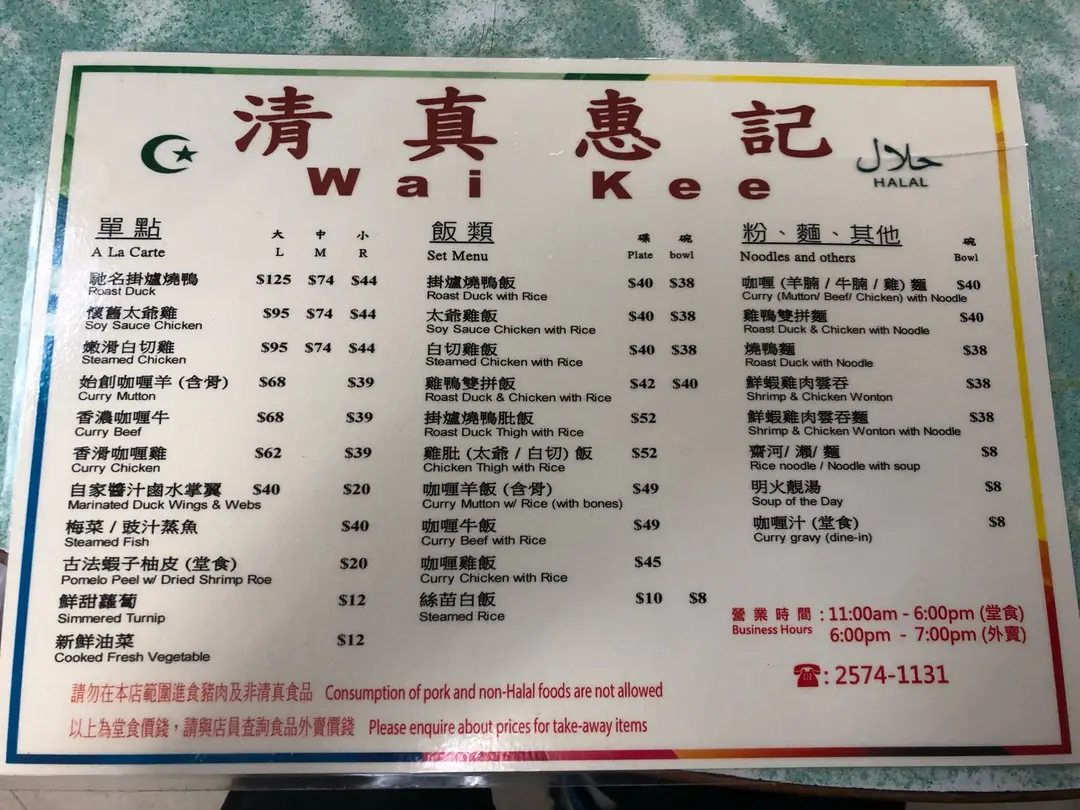 清真惠記
Wai Kee
حلال
HALAL
單點
A La Carte
大 中 小
L M R
馳名掛爐燒鴨 $125 $74 $44
Roast Duck
懷舊太爺雞 $95 $74 $44
Soy Sauce Chicken
嫩滑白切雞 $95 $74 $44
Steamed Chicken
始創咖喱羊 (含骨) $68 $39
Curry Mutton
香濃咖喱牛 $68 $39
Curry Beef
香滑咖喱雞 $62 $39
Curry Chicken
自家醬汁鹵水掌翼 $40 $20
Marinated Duck Wings & Webs
梅菜 / 豉汁蒸魚 $40
Steamed Fish
古法蝦子柚皮 (堂食) $20
Pomelo Peel w/ Dried Shrimp Roe
鮮甜蘿蔔 $12
Simmered Turnip
新鮮油菜 $12
Cooked Fresh Vegetable
飯類
Set Menu
碟 碗
Plate bowl
掛爐燒鴨飯 $40 $38
Roast Duck with Rice
太爺雞飯 $40 $38
Soy Sauce Chicken with Rice
白切雞飯 $40 $38
Steamed Chicken with Rice
雞鴨雙拼飯 $42 $40
Roast Duck & Chicken with Rice
掛爐燒鴨肶飯 $52
Roast Duck Thigh with Rice
雞肶 (太爺 / 白切) 飯 $52
Chicken Thigh with Rice
咖喱羊飯 (含骨) $49
Curry Mutton w/ Rice (with bones)
咖喱牛飯 $49
Curry Beef with Rice
咖喱雞飯 $45
Curry Chicken with Rice
絲苗白飯 $10 $8
Steamed Rice
粉、麵、其他
Noodles and others
碗
Bowl
咖喱 (羊腩 / 牛腩 / 雞) 麵 $40
Curry (Mutton/ Beef/ Chicken) with Noodle
雞鴨雙拼麵 $40
Roast Duck & Chicken with Noodle
燒鴨麵 $38
Roast Duck with Noodle
鮮蝦雞肉雲吞 $38
Shrimp & Chicken Wonton
鮮蝦雞肉雲吞麵 $38
Shrimp & Chicken Wonton with Noodle
齋河/ 瀨/ 麵 $8
Rice noodle / Noodle with soup
明火靚湯 $8
Soup of the Day
咖喱汁 (堂食) $8
Curry gravy (dine-in)
營業時間 : 11:00am - 6:00pm (堂食)
Business Hours 6:00pm - 7:00pm (外賣)
☎: 2574-1131
請勿在本店範圍進食豬肉及非清真食品 Consumption of pork and non-Halal foods are not allowed
以上為堂食價錢，請與店員查詢食品外賣價錢 Please enquire about prices for take-away items